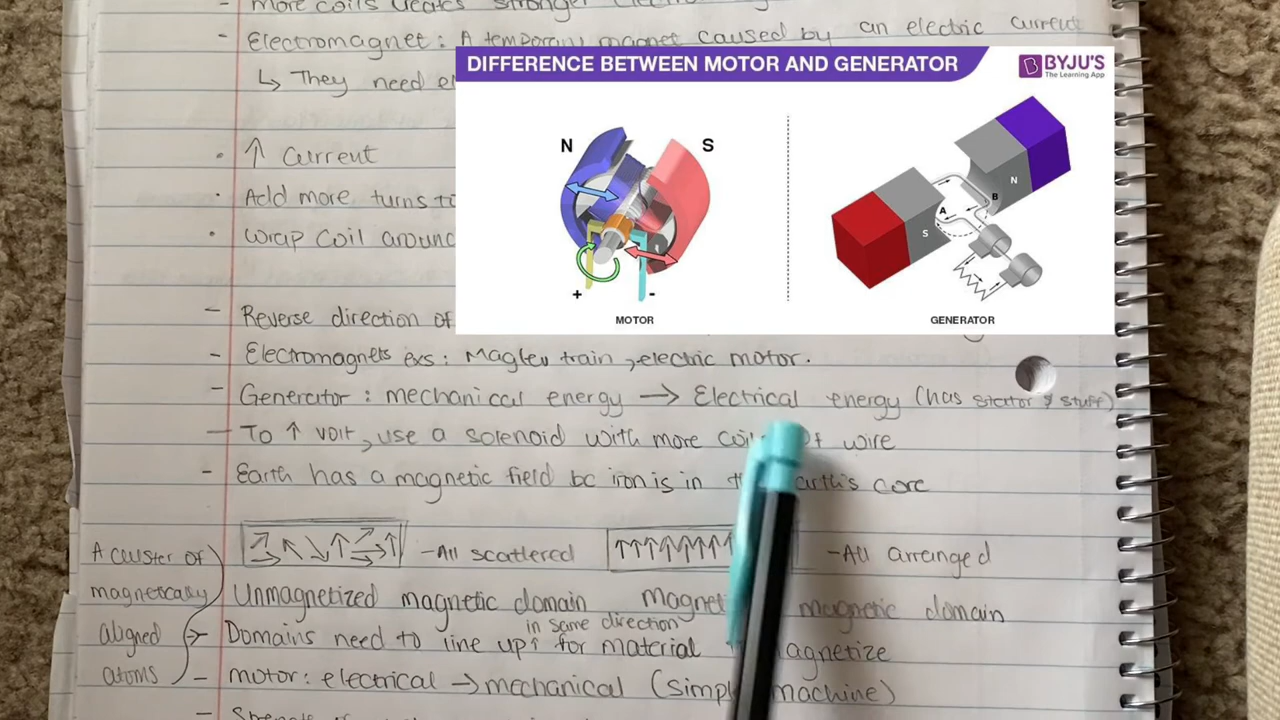 - more coils creates stronger
- Electromagnet: A temporary magnet caused by an electric current
↳ They need
• ↑ current
• Add more turns to
• Wrap coil around
- Reverse direction of
- Electromagnets exs: Maglev train, electric motor.
- Generator: mechanical energy → Electrical energy (has stator & stuff)
- To ↑ volt, use a solenoid with more coils of wire
- Earth has a magnetic field bc iron is in the earth's core
DIFFERENCE BETWEEN MOTOR AND GENERATOR
BYJU'S
The Learning App
N S
+ -
MOTOR
N
B
A
S
GENERATOR
- All scattered - All arranged
Unmagnetized magnetic domain magnetic domain
A cluster of
magnetically
aligned
atoms
in same direction
- Domains need to line up↑ for material magnetize
- motor: electrical → mechanical (simple machine)